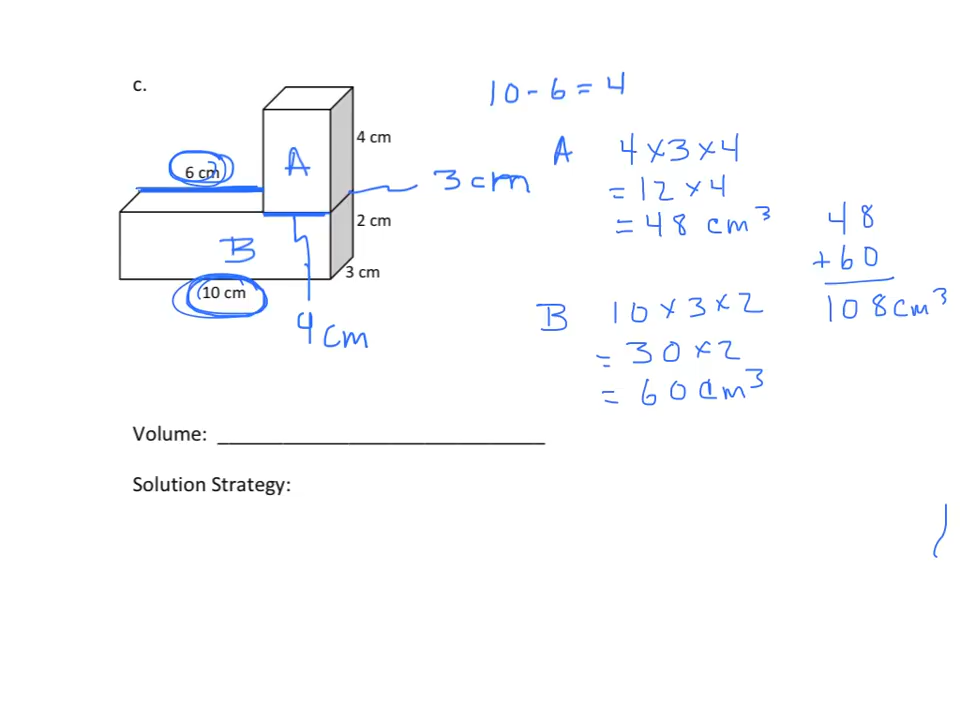 c.
10 - 6 = 4
4 cm
A
6 cm
A 4 x 3 x 4
= 12 x 4
= 48 cm³
3 cm
2 cm
B
3 cm
10 cm
4 cm
48
+ 60
108 cm³
B 10 x 3 x 2
= 30 x 2
= 60 cm³
Volume: ______________________________
Solution Strategy: